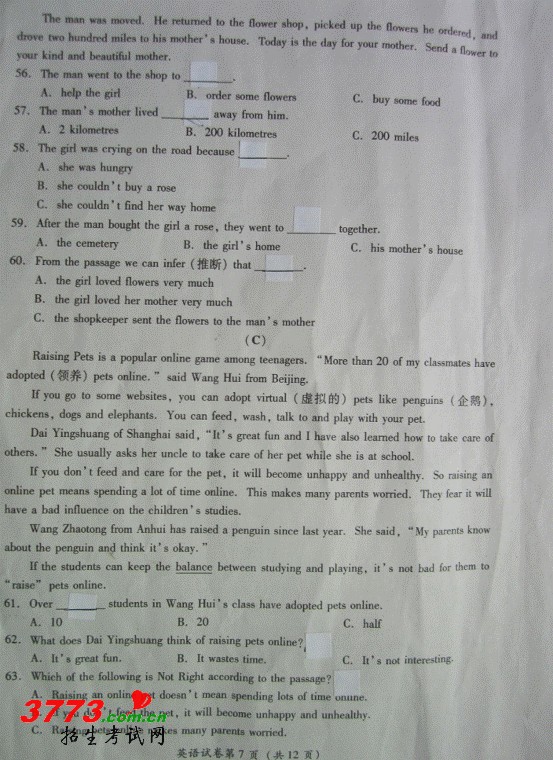 The man was moved. He returned to the flower shop, picked up the flowers he ordered, and
drove two hundred miles to his mother's house. Today is the day for your mother. Send a flower to
your kind and beautiful mother.
56. The man went to the shop to ______.
A. help the girl B. order some flowers C. buy some food
57. The man's mother lived ______ away from him.
A. 2 kilometres B. 200 kilometres C. 200 miles
58. The girl was crying on the road because ______.
A. she was hungry
B. she couldn't buy a rose
C. she couldn't find her way home
59. After the man bought the girl a rose, they went to ______ together.
A. the cemetery B. the girl's home C. his mother's house
60. From the passage we can infer (推断) that ______.
A. the girl loved flowers very much
B. the girl loved her mother very much
C. the shopkeeper sent the flowers to the man's mother
(C)
Raising Pets is a popular online game among teenagers. "More than 20 of my classmates have
adopted (领养) pets online." said Wang Hui from Beijing.
If you go to some websites, you can adopt virtual (虚拟的) pets like penguins (企鹅),
chickens, dogs and elephants. You can feed, wash, talk to and play with your pet.
Dai Yingshuang of Shanghai said, "It's great fun and I have also learned how to take care of
others." She usually asks her uncle to take care of her pet while she is at school.
If you don't feed and care for the pet, it will become unhappy and unhealthy. So raising an
online pet means spending a lot of time online. This makes many parents worried. They fear it will
have a bad influence on the children's studies.
Wang Zhaotong from Anhui has raised a penguin since last year. She said, "My parents know
about the penguin and think it's okay."
If the students can keep the balance between studying and playing, it's not bad for them to
"raise" pets online.
61. Over ______ students in Wang Hui's class have adopted pets online.
A. 10 B. 20 C. half
62. What does Dai Yingshuang think of raising pets online?
A. It's great fun. B. It wastes time. C. It's not interesting.
63. Which of the following is Not Right according to the passage?
A. Raising an online pet doesn't mean spending lots of time online.
B. If you don't feed the pet, it will become unhappy and unhealthy.
C. Raising pets online makes many parents worried.
3773.com.cn
招生考试网
英语试卷第7页(共12页)